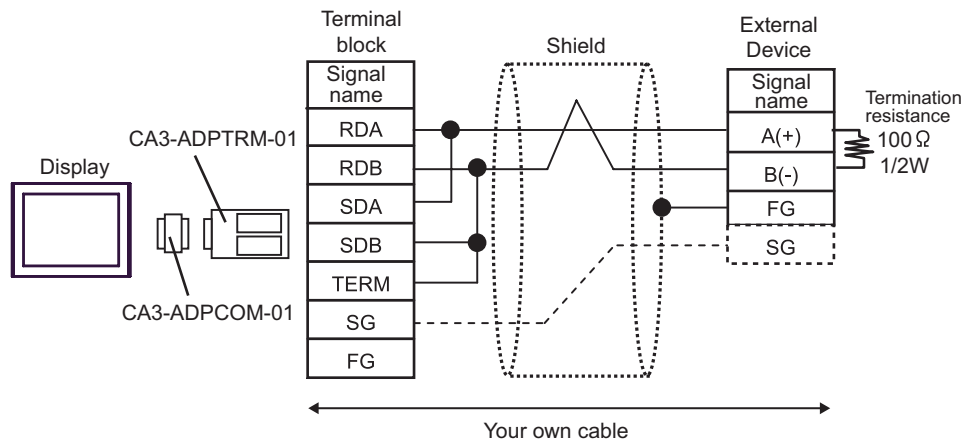 Terminal
block
Shield
External
Device
Signal
name
Signal
name
Termination
resistance
100 Ω
1/2W
CA3-ADPTRM-01
Display
CA3-ADPCOM-01
RDA
RDB
SDA
SDB
TERM
SG
FG
A(+)
B(-)
FG
SG
Your own cable